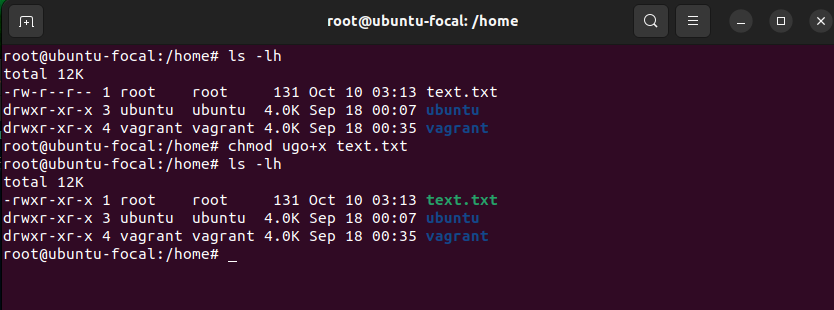 root@ubuntu-focal: /home
root@ubuntu-focal:/home# ls -lh
total 12K
-rw-r--r-- 1 root    root     131 Oct 10 03:13 text.txt
drwxr-xr-x 3 ubuntu  ubuntu  4.0K Sep 18 00:07 ubuntu
drwxr-xr-x 4 vagrant vagrant 4.0K Sep 18 00:35 vagrant
root@ubuntu-focal:/home# chmod ugo+x text.txt
root@ubuntu-focal:/home# ls -lh
total 12K
-rwxr-xr-x 1 root    root     131 Oct 10 03:13 text.txt
drwxr-xr-x 3 ubuntu  ubuntu  4.0K Sep 18 00:07 ubuntu
drwxr-xr-x 4 vagrant vagrant 4.0K Sep 18 00:35 vagrant
root@ubuntu-focal:/home# _